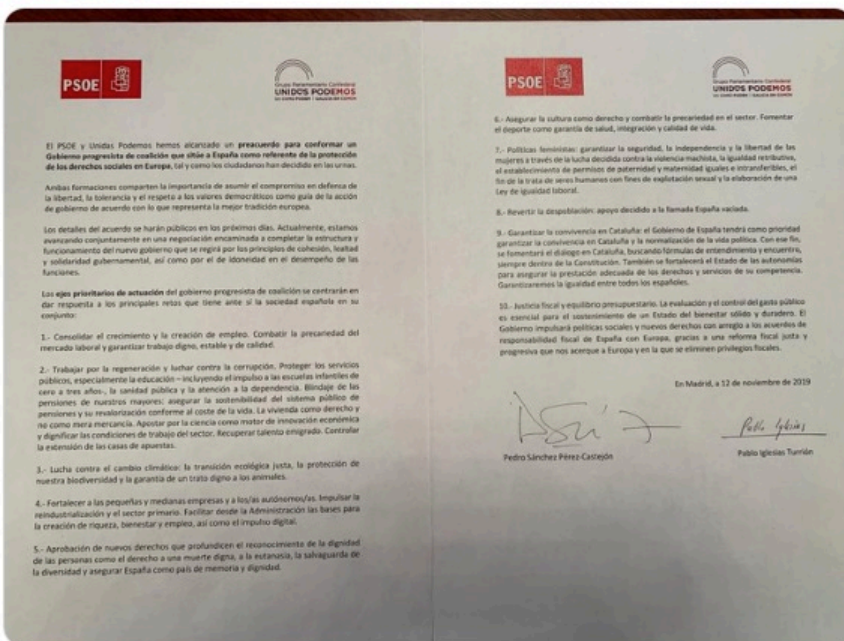 PSOE
Grupo Parlamentario Confederal
UNIDOS PODEMOS
El PSOE y Unidas Podemos hemos alcanzado un preacuerdo para conformar un
Gobierno progresista de coalición que sitúe a España como referente de la protección
de los derechos sociales en Europa, tal y como los ciudadanos han decidido en las urnas.
Ambas formaciones comparten la importancia de asumir el compromiso en defensa de
la libertad, la tolerancia y el respeto a los valores democráticos como guía de la acción
de gobierno de acuerdo con lo que representa la mejor tradición europea.
Los detalles del acuerdo se harán públicos en los próximos días. Actualmente, estamos
avanzando conjuntamente en una negociación encaminada a completar la estructura y
funcionamiento del nuevo gobierno que se regirá por los principios de cohesión, lealtad
y solidaridad gubernamental, así como por el de idoneidad en el desempeño de las
funciones.
Los ejes prioritarios de actuación del gobierno progresista de coalición se centrarán en
dar respuesta a los principales retos que tiene ante sí la sociedad española en su
conjunto:
1.- Consolidar el crecimiento y la creación de empleo. Combatir la precariedad del
mercado laboral y garantizar trabajo digno, estable y de calidad.
2.- Trabajar por la regeneración y luchar contra la corrupción. Proteger los servicios
públicos, especialmente la educación – incluyendo el impulso a las escuelas infantiles de
cero a tres años-, la sanidad pública y la atención a la dependencia. Blindaje de las
pensiones de nuestros mayores: asegurar la sostenibilidad del sistema público de
pensiones y su revalorización conforme al coste de la vida. La vivienda como derecho y
no como mera mercancía. Apostar por la ciencia como motor de innovación económica
y dignificar las condiciones de trabajo del sector. Recuperar talento emigrado. Controlar
la extensión de las casas de apuestas.
3.- Lucha contra el cambio climático: la transición ecológica justa, la protección de
nuestra biodiversidad y la garantía de un trato digno a los animales.
4.- Fortalecer a las pequeñas y medianas empresas y a los/as autónomos/as. Impulsar la
reindustrialización y el sector primario. Facilitar desde la Administración las bases para
la creación de riqueza, bienestar y empleo, así como el impulso digital.
5.- Aprobación de nuevos derechos que profundicen el reconocimiento de la dignidad
de las personas como el derecho a una muerte digna, a la eutanasia, la salvaguarda de
la diversidad y asegurar España como país de memoria y dignidad.
PSOE
Grupo Parlamentario Confederal
UNIDOS PODEMOS
6.- Asegurar la cultura como derecho y combatir la precariedad en el sector. Fomentar
el deporte como garantía de salud, integración y calidad de vida.
7.- Políticas feministas: garantizar la seguridad, la independencia y la libertad de las
mujeres a través de la lucha decidida contra la violencia machista, la igualdad retributiva,
el establecimiento de permisos de paternidad y maternidad iguales e intransferibles, el
fin de la trata de seres humanos con fines de explotación sexual y la elaboración de una
Ley de igualdad laboral.
8.- Revertir la despoblación: apoyo decidido a la llamada España vaciada.
9.- Garantizar la convivencia en Cataluña: el Gobierno de España tendrá como prioridad
garantizar la convivencia en Cataluña y la normalización de la vida política. Con ese fin,
se fomentará el diálogo en Cataluña, buscando fórmulas de entendimiento y encuentro,
siempre dentro de la Constitución. También se fortalecerá el Estado de las autonomías
para asegurar la prestación adecuada de los derechos y servicios de su competencia.
Garantizaremos la igualdad entre todos los españoles.
10.- Justicia fiscal y equilibrio presupuestario. La evaluación y el control del gasto público
es esencial para el sostenimiento de un Estado del bienestar sólido y duradero. El
Gobierno impulsará políticas sociales y nuevos derechos con arreglo a los acuerdos de
responsabilidad fiscal de España con Europa, gracias a una reforma fiscal justa y
progresiva que nos acerque a Europa y en la que se eliminen privilegios fiscales.
En Madrid, a 12 de noviembre de 2019
Pablo Iglesias
Pedro Sánchez Pérez-Castejón
Pablo Iglesias Turrión